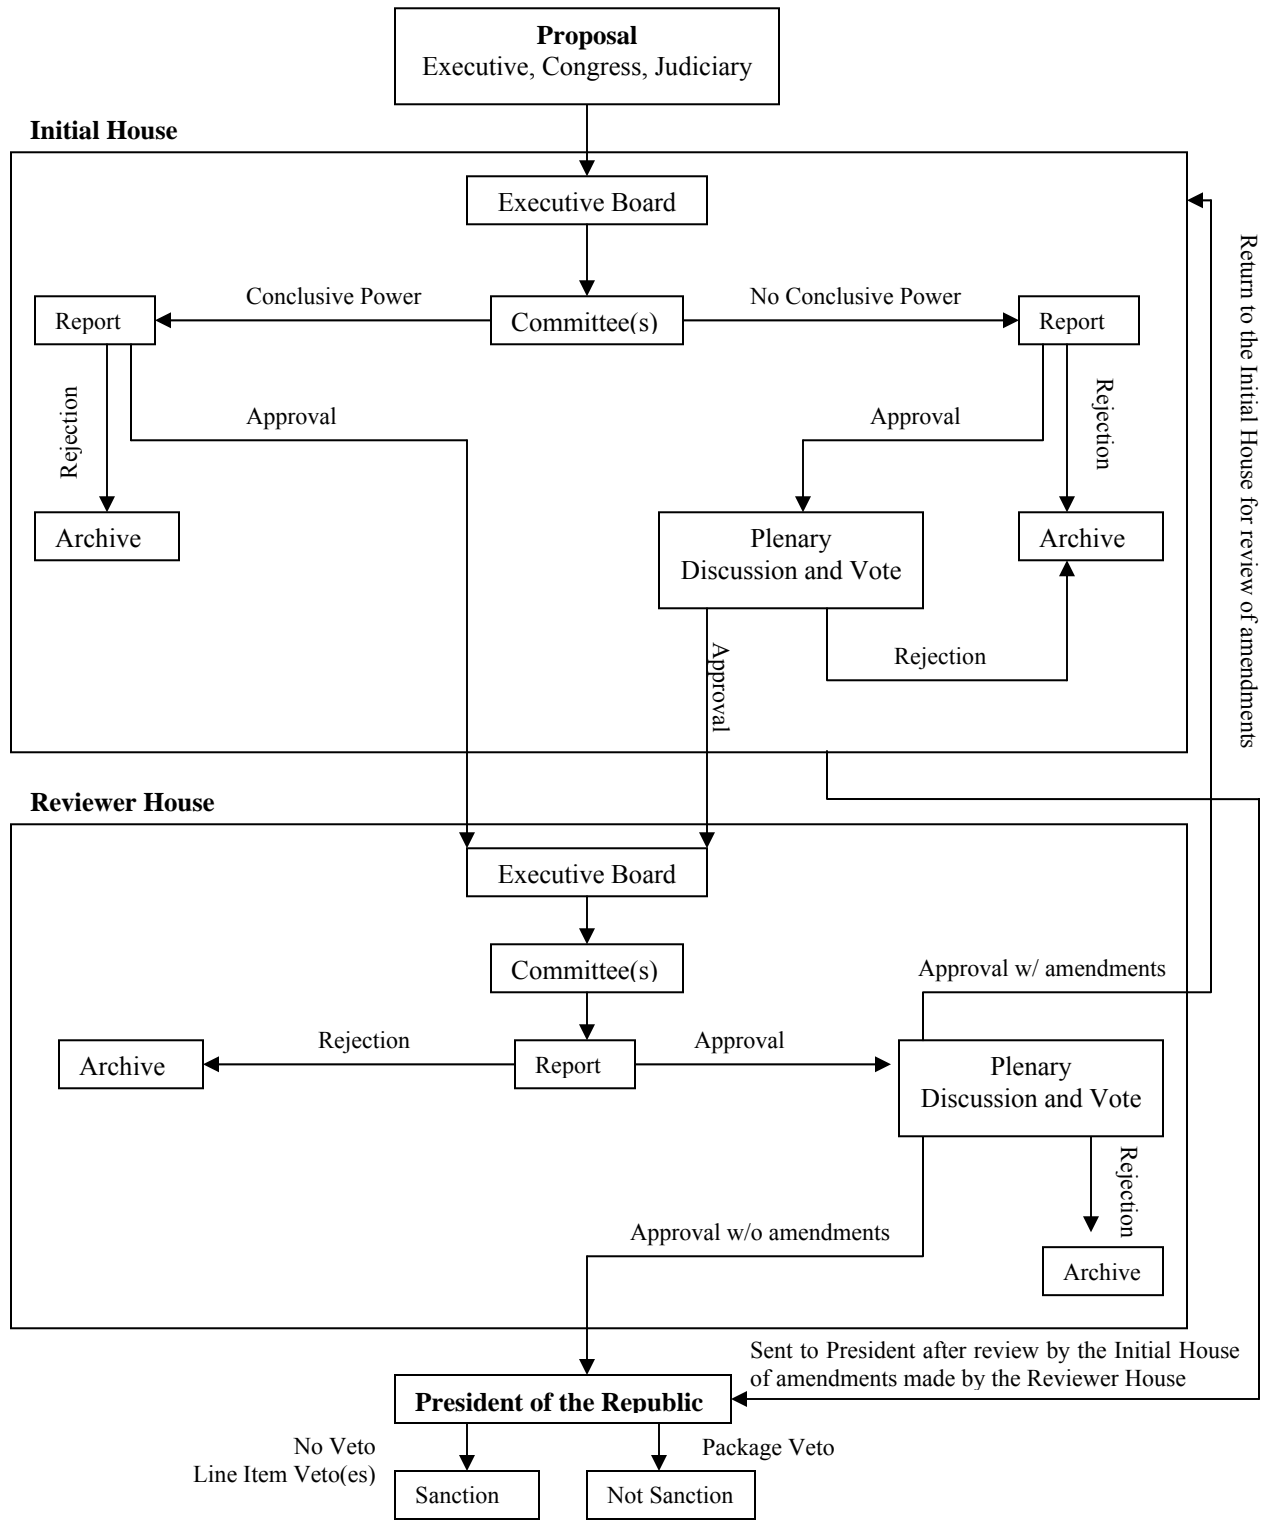 Proposal
Executive, Congress, Judiciary
Initial House
Executive Board
Conclusive Power
No Conclusive Power
Report
Committee(s)
Report
Rejection
Approval
Approval
Rejection
Archive
Plenary
Discussion and Vote
Archive
Approval
Rejection
Return to the Initial House for review of amendments
Reviewer House
Executive Board
Committee(s)
Approval w/ amendments
Archive
Rejection
Report
Approval
Plenary
Discussion and Vote
Rejection
Approval w/o amendments
Archive
Sent to President after review by the Initial House
of amendments made by the Reviewer House
President of the Republic
No Veto
Line Item Veto(es)
Package Veto
Sanction
Not Sanction